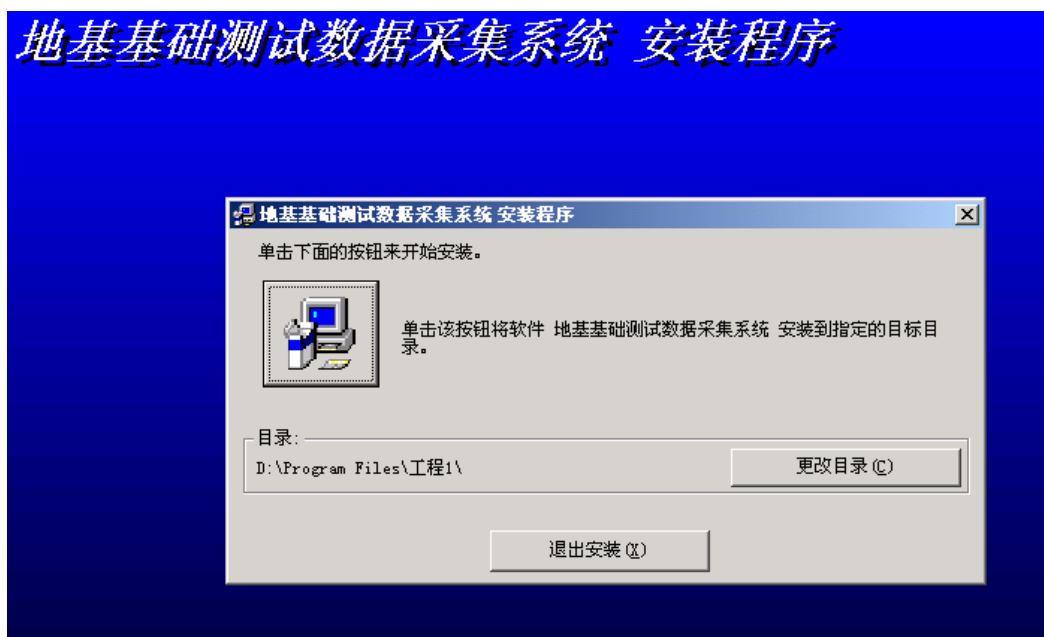 地基基础测试数据采集系统 安装程序
地基基础测试数据采集系统 安装程序
单击下面的按钮来开始安装。
单击该按钮将软件 地基基础测试数据采集系统 安装到指定的目标目
录。
目录:
D:\Program Files\工程1\
更改目录(C)
退出安装(X)